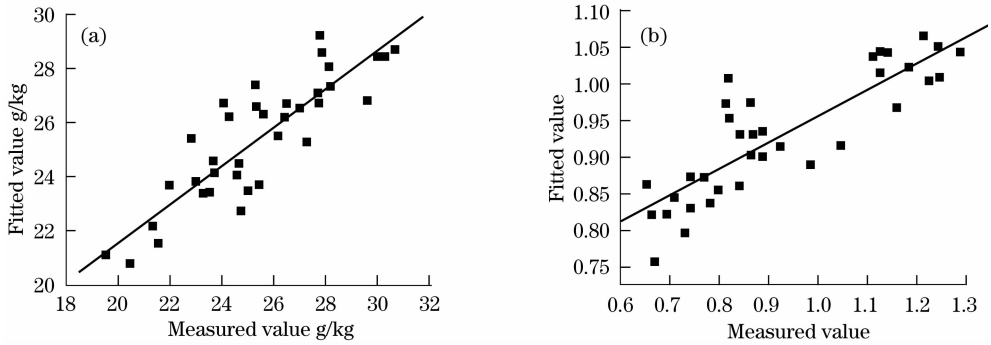 (a)
30
28
26
24
22
20
Fitted value g/kg
18 20 22 24 26 28 30 32
Measured value g/kg
(b)
1.10
1.05
1.00
0.95
0.90
0.85
0.80
0.75
Fitted value
0.6 0.7 0.8 0.9 1.0 1.1 1.2 1.3
Measured value